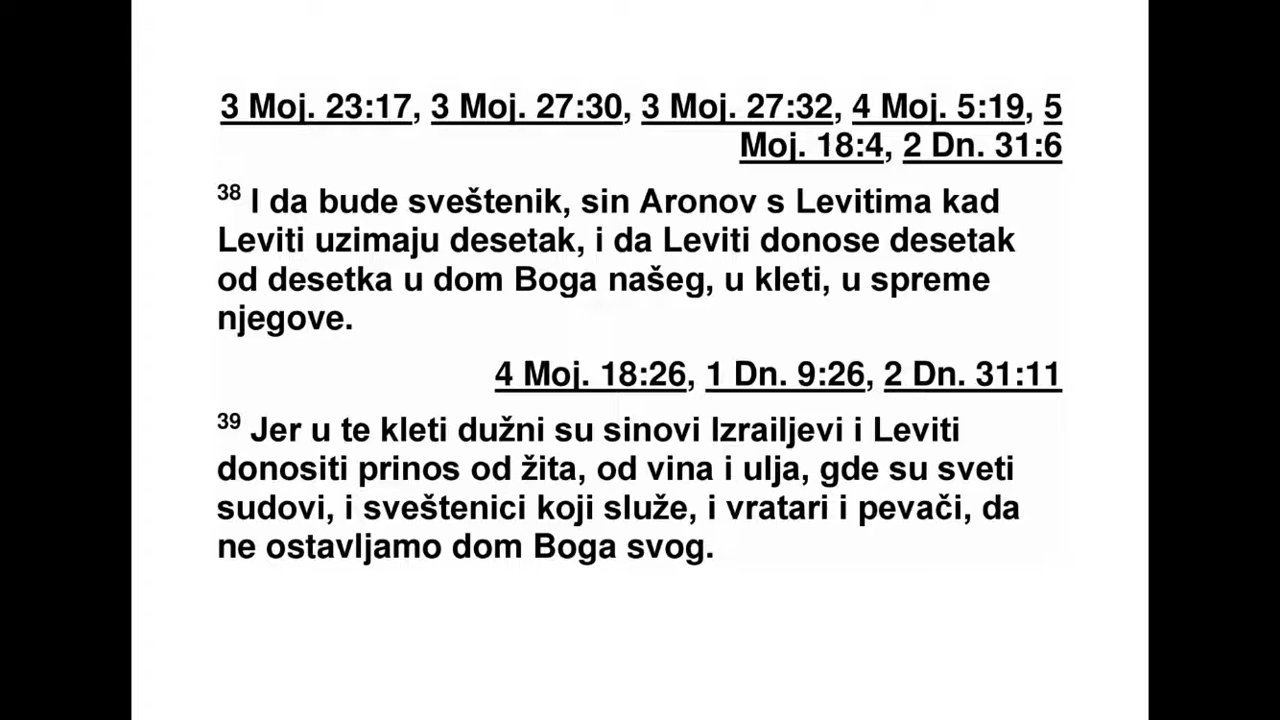 3 Moj. 23:17, 3 Moj. 27:30, 3 Moj. 27:32, 4 Moj. 5:19, 5
Moj. 18:4, 2 Dn. 31:6
38 I da bude sveštenik, sin Aronov s Levitima kad
Leviti uzimaju desetak, i da Leviti donose desetak
od desetka u dom Boga našeg, u kleti, u spreme
njegove.
4 Moj. 18:26, 1 Dn. 9:26, 2 Dn. 31:11
39 Jer u te kleti dužni su sinovi Izrailjevi i Leviti
donositi prinos od žita, od vina i ulja, gde su sveti
sudovi, i sveštenici koji služe, i vratari i pevači, da
ne ostavljamo dom Boga svog.